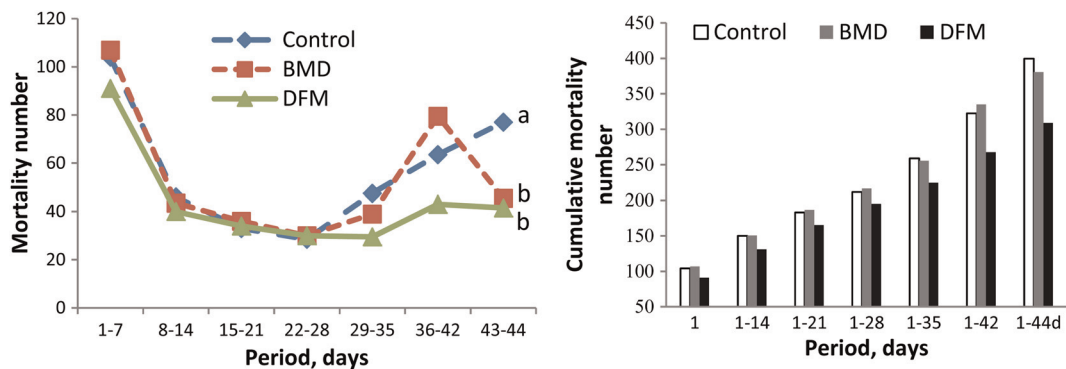 120
100
80
60
40
20
0
Mortality number
Control
BMD
DFM
a
b
b
1-7 8-14 15-21 22-28 29-35 36-42 43-44
Period, days
450
400
350
300
250
200
150
100
50
Cumulative mortality
number
Control BMD DFM
1 1-14 1-21 1-28 1-35 1-42 1-44d
Period, days